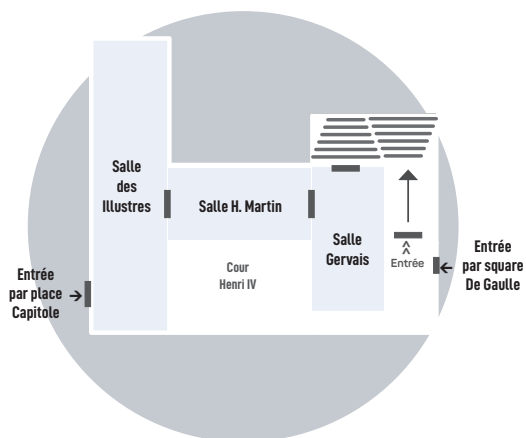 Salle
des
Illustres
Salle H. Martin
Salle
Gervais
Cour
Henri IV
Entrée
Entrée
par place
Capitole
Entrée
par square
De Gaulle